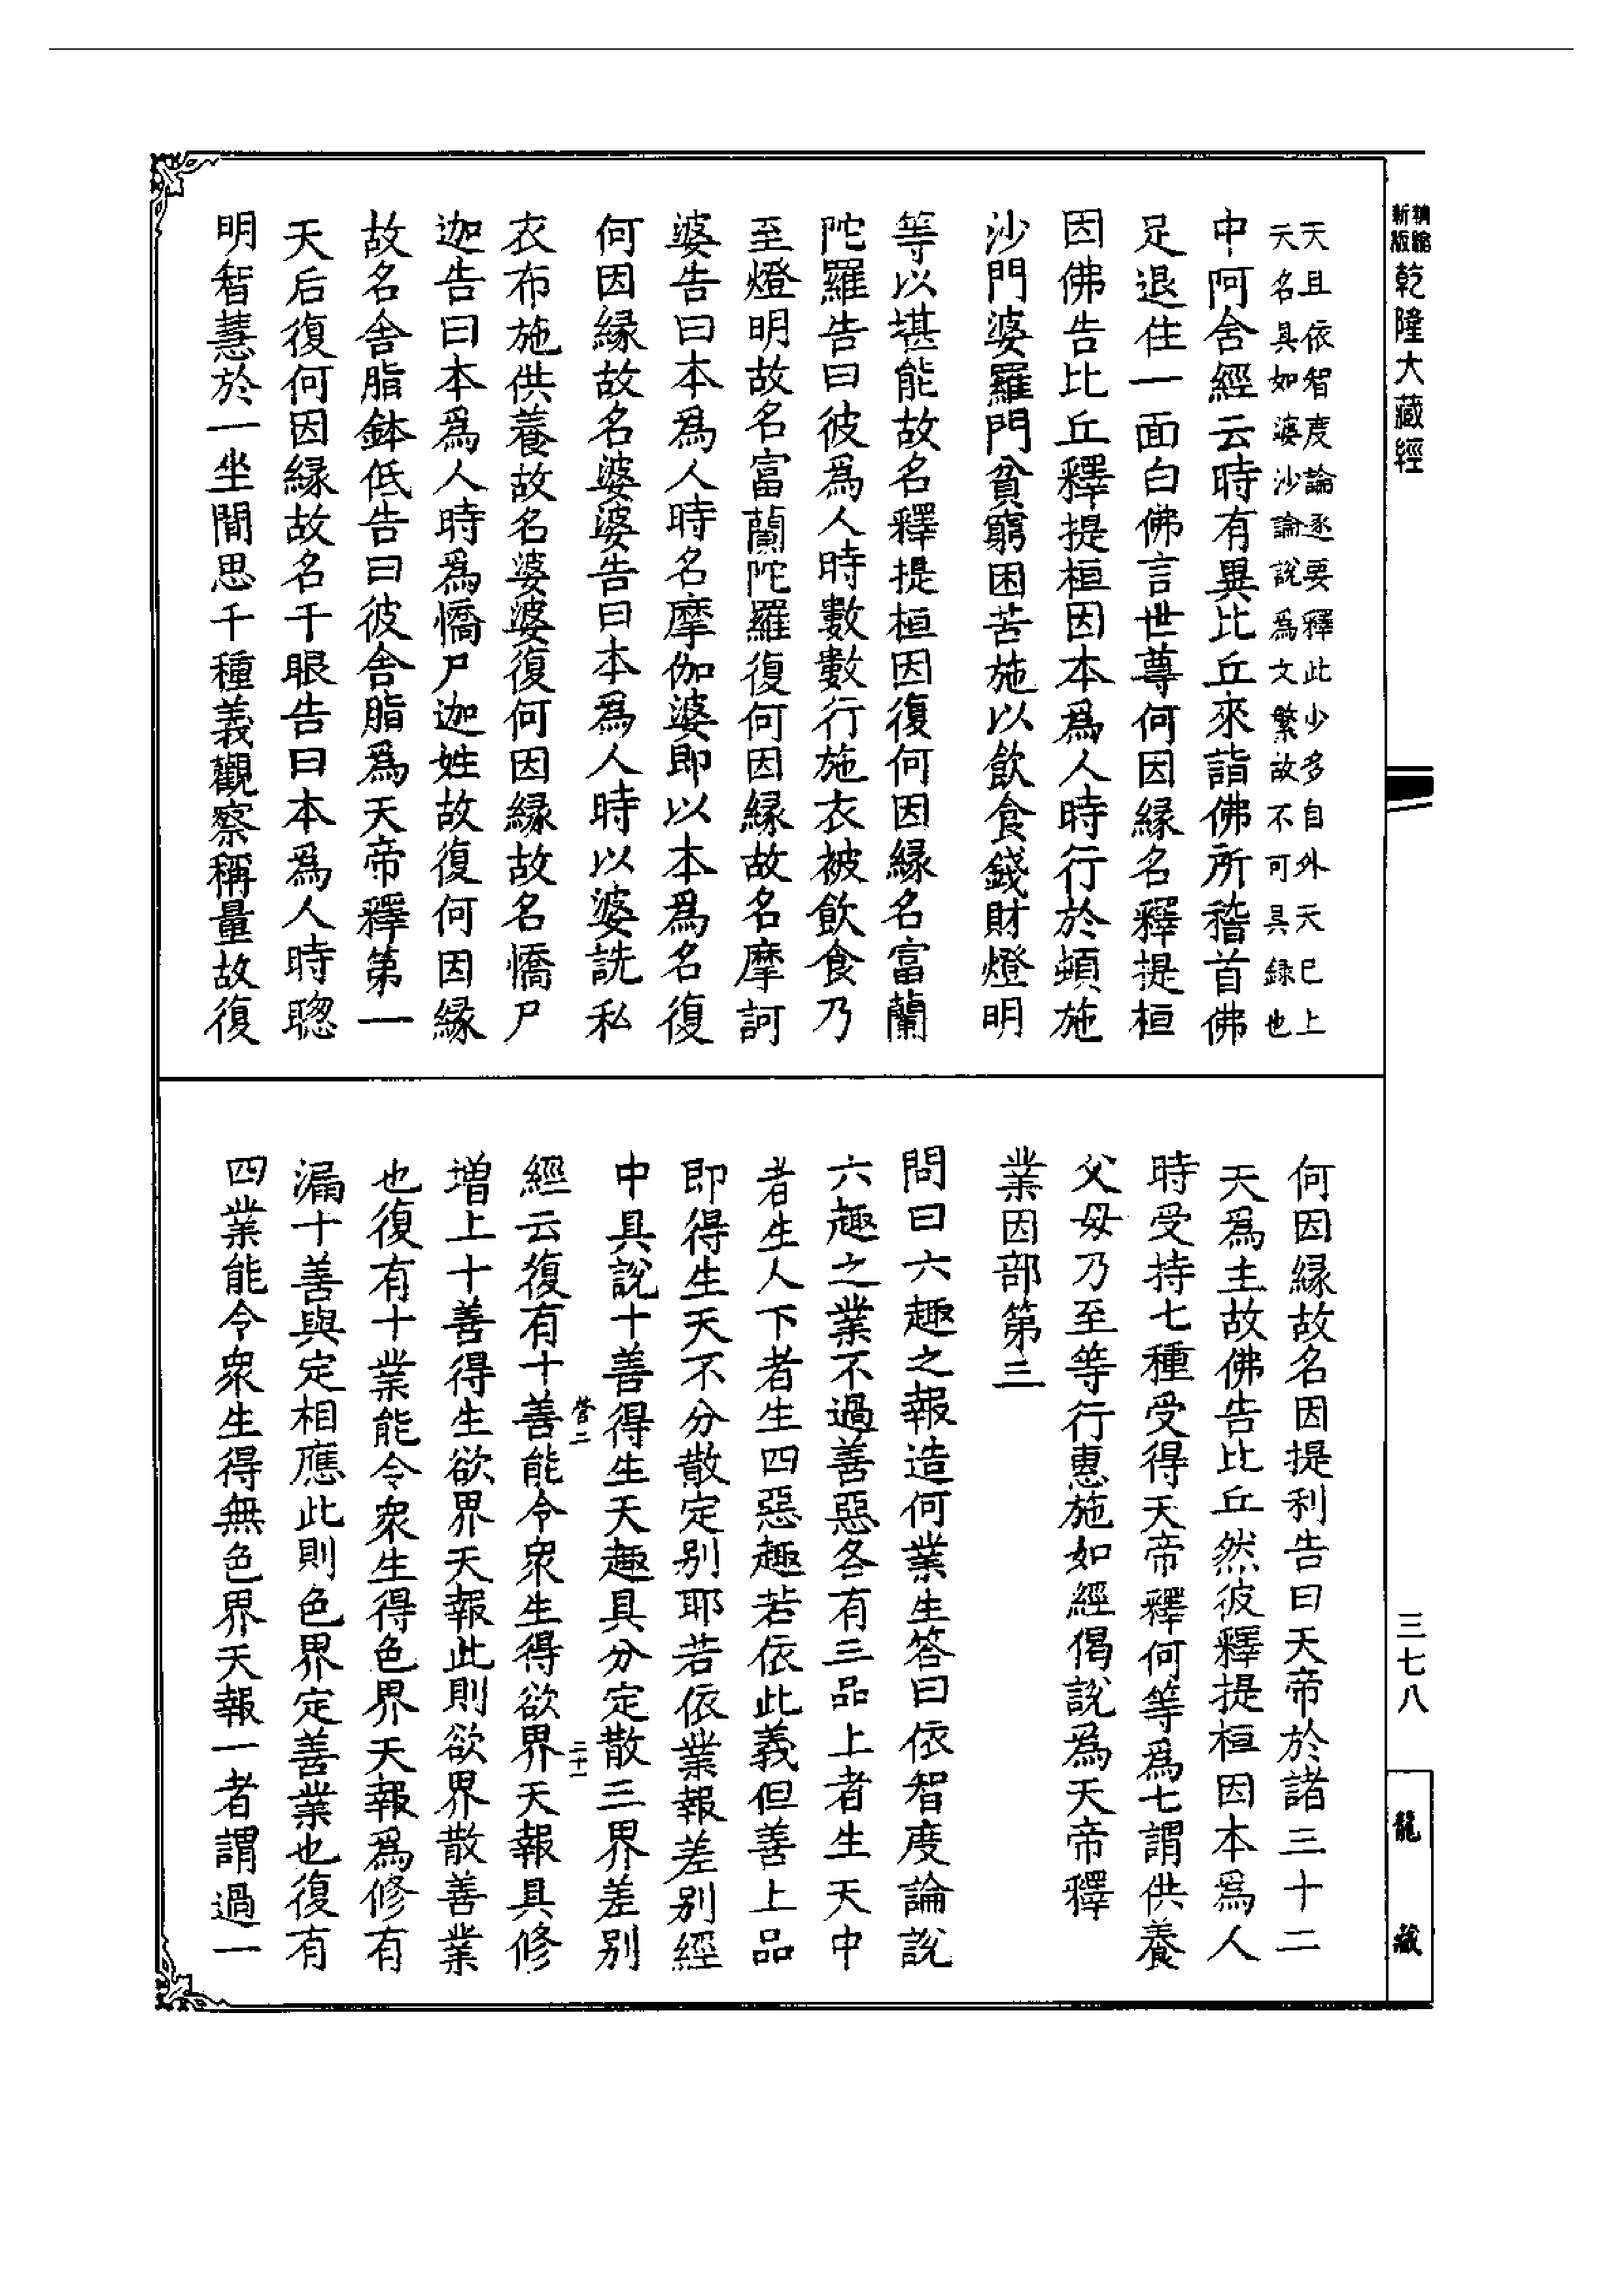 精縮
新版
乾隆大藏經
三七八
龍藏
天且依智度論逐要釋此少多自外天已上
天名具如婆沙論說爲文繁故不可具錄也
中阿含經云時有異比丘來詣佛所稽首佛
足退住一面白佛言世尊何因緣名釋提桓
因佛告比丘釋提桓因本爲人時行於頓施
沙門婆羅門貧窮困苦施以飲食錢財燈明
等以堪能故名釋提桓因復何因緣名富蘭
陀羅告曰彼爲人時數數行施衣被飲食乃
至燈明故名富蘭陀羅復何因緣故名摩訶
婆告曰本爲人時名摩伽婆即以本爲名復
何因緣故名婆婆告曰本爲人時以婆詵私
衣布施供養故名婆婆復何因緣故名憍尸
迦告曰本爲人時爲憍尸迦姓故復何因緣
故名舍脂鉢低告曰彼舍脂爲天帝釋第一
天后復何因緣故名千眼告曰本爲人時聰
明智慧於一坐間思千種義觀察稱量故復
何因緣故名因提利告曰天帝於諸三十二
天爲主故佛告比丘然彼釋提桓因本爲人
時受持七種受得天帝釋何等爲七謂供養
父母乃至等行惠施如經偈說爲天帝釋
業因部第三
問曰六趣之報造何業生答曰依智度論說
六趣之業不過善惡各有三品上者生天中
者生人下者生四惡趣若依此義但善上品
即得生天不分散定別耶若依業報差別經
中具說十善得生天趣具分定散三界差別
營二
二十一
經云復有十善能令衆生得欲界天報具修
增上十善得生欲界天報此則欲界散善業
也復有十業能令衆生得色界天報爲修有
漏十善與定相應此則色界定善業也復有
四業能令衆生得無色界天報一者謂過一